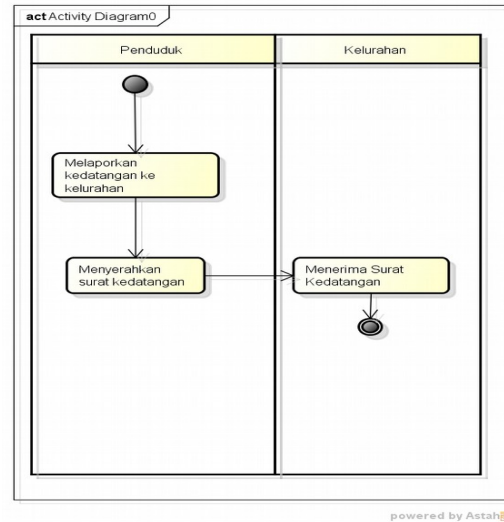 act Activity Diagram0
Penduduk
Kelurahan
Melaporkan
kedatangan ke
kelurahan
Menyerahkan
surat kedatangan
Menerima Surat
Kedatangan
powered by Astah